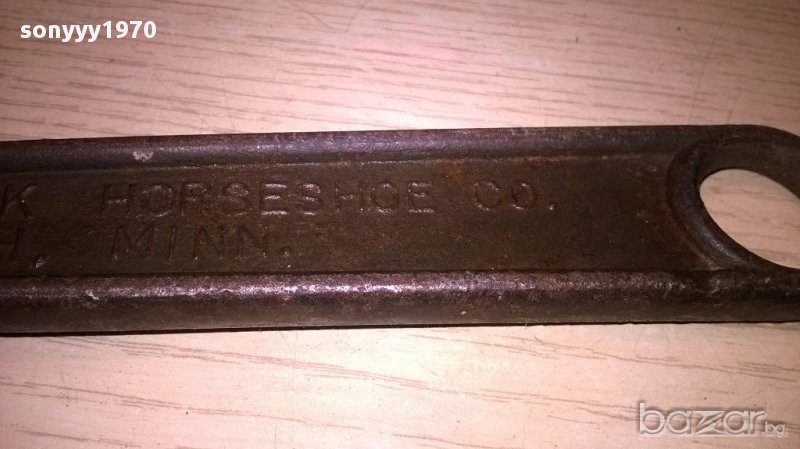 sonyyy1970
K HORSESHOE CO.
H, MINN.
bazar.bg